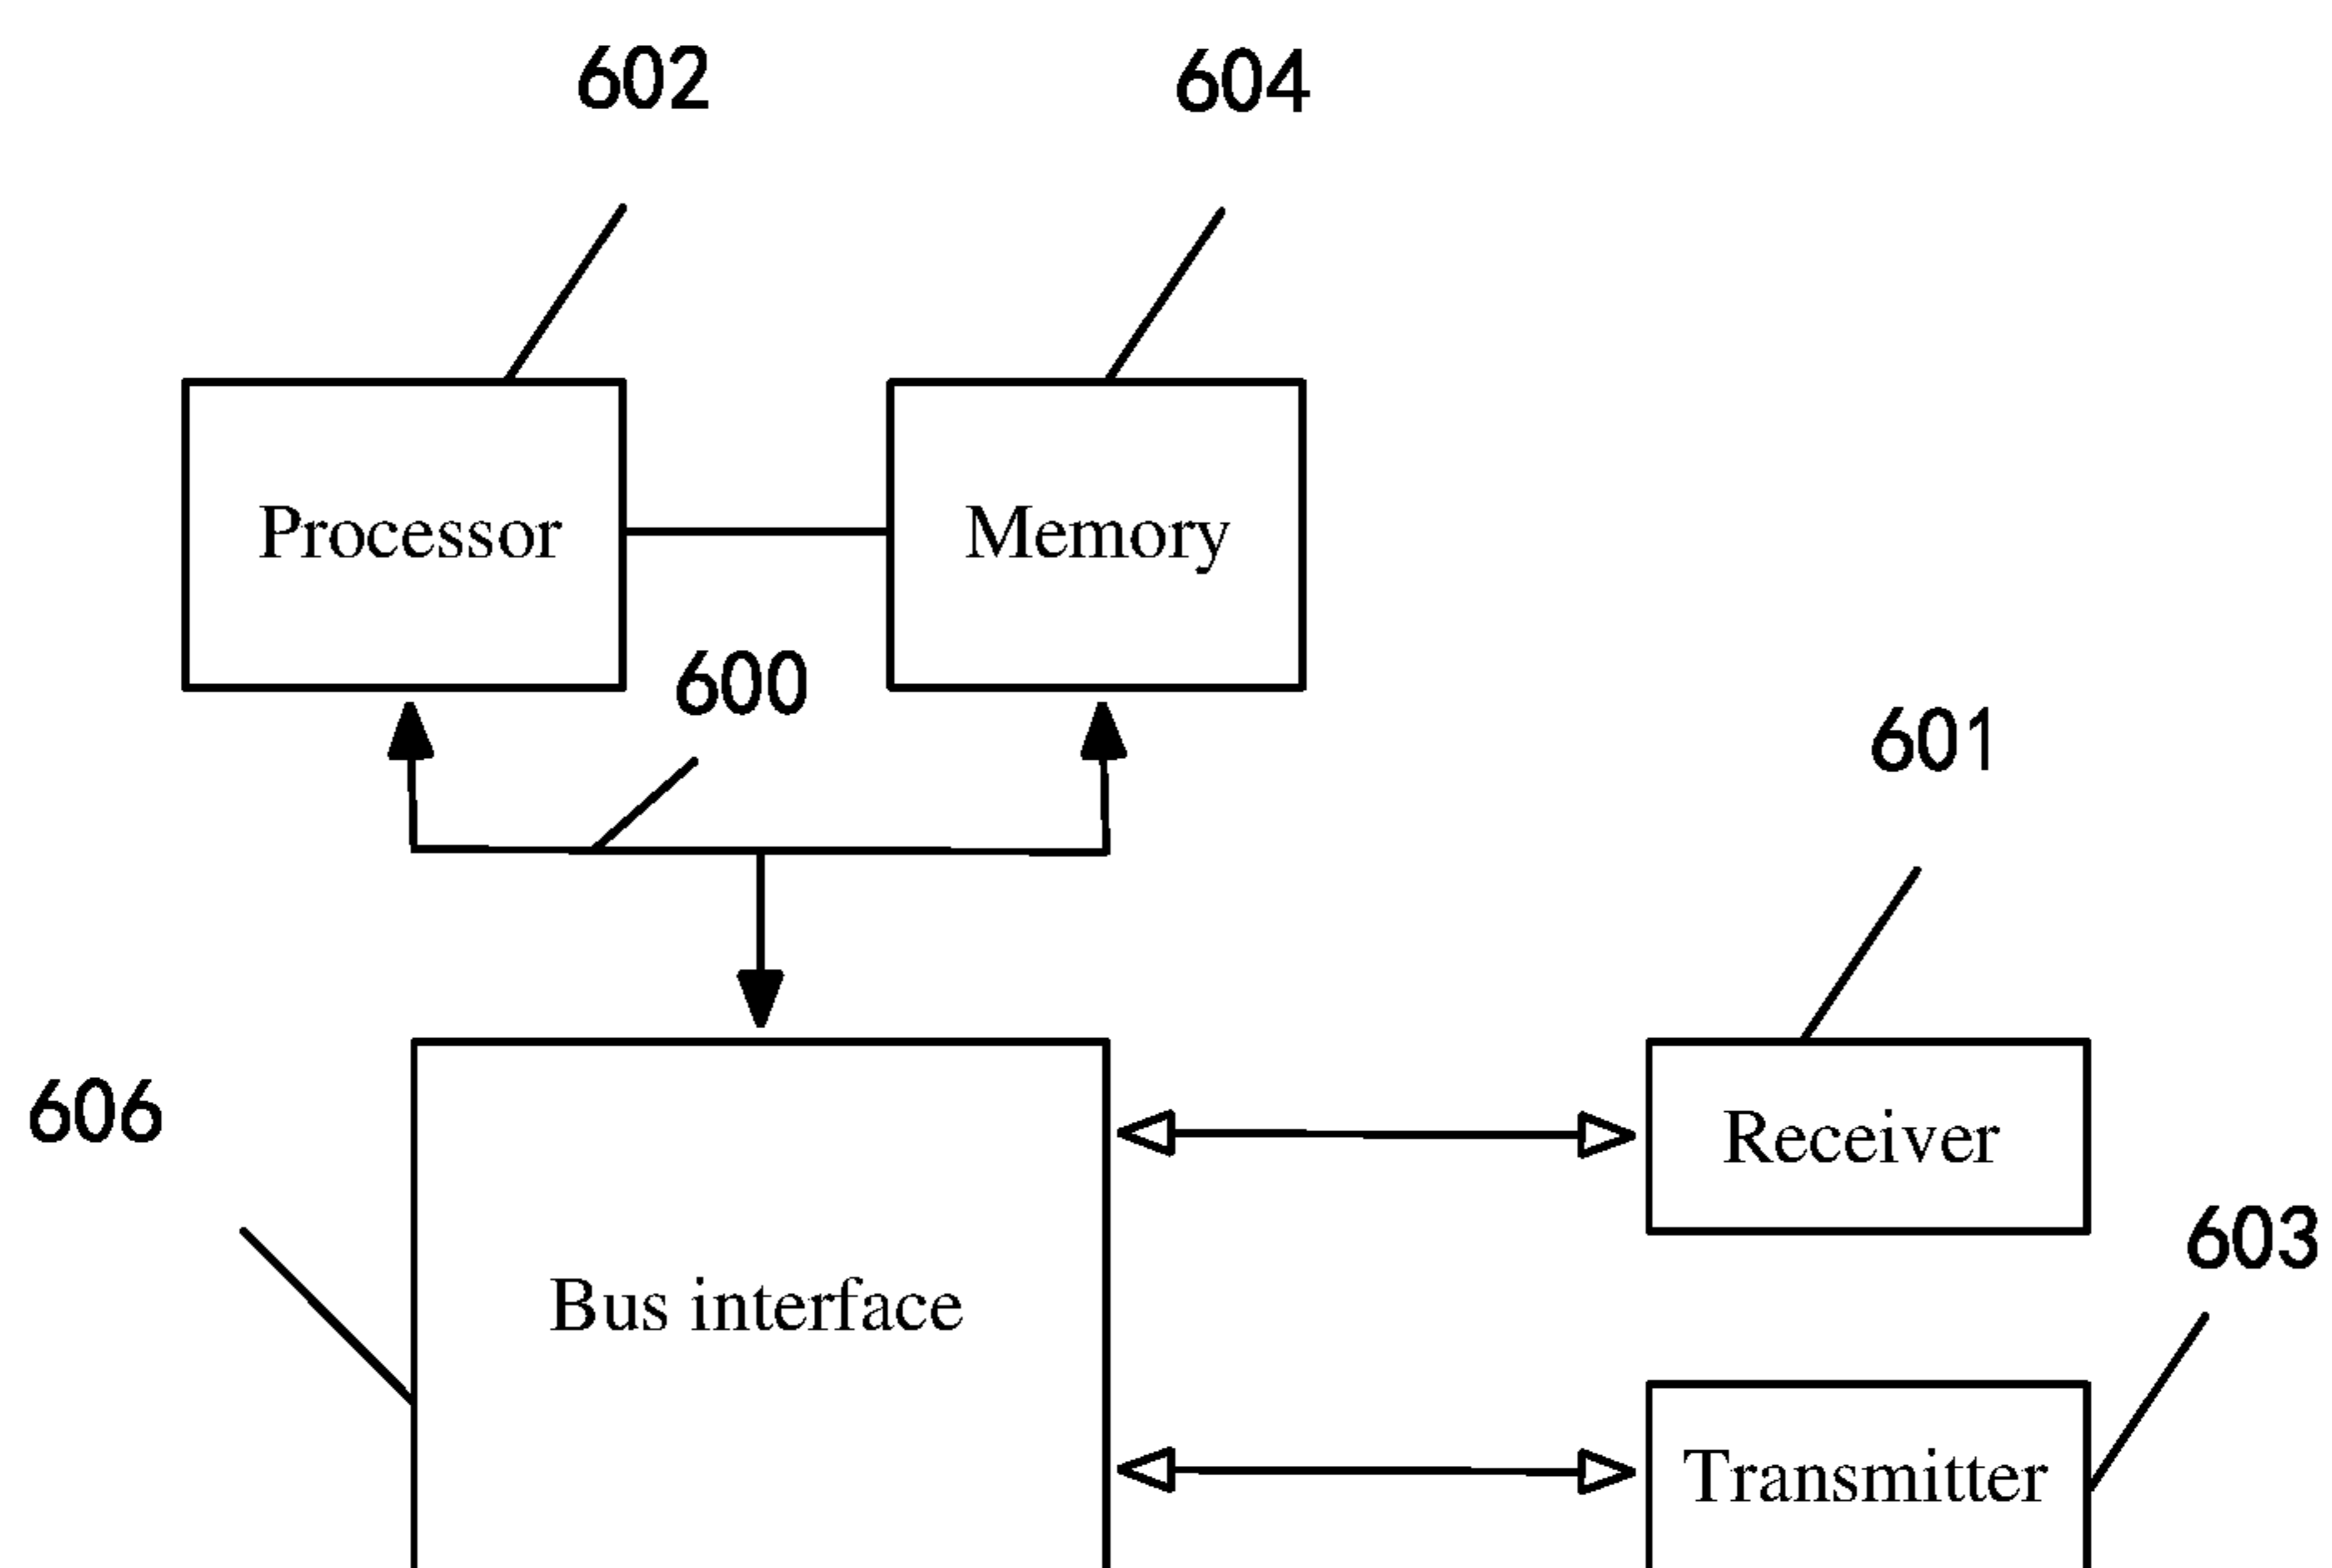 602
604
Processor
Memory
600
601
606
Receiver
603
Bus interface
Transmitter